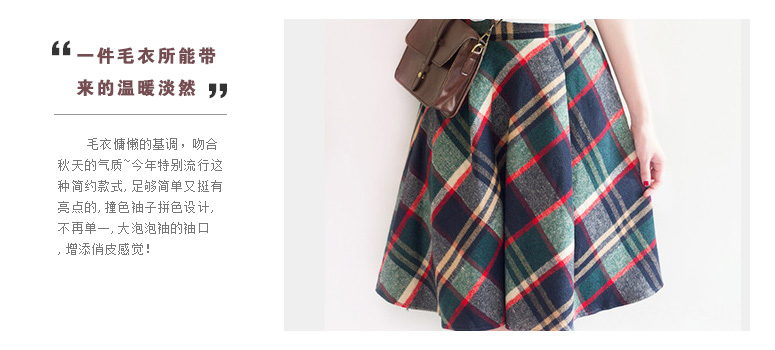 “一件毛衣所能带
来的温暖淡然”
毛衣慵懒的基调，吻合
秋天的气质~今年特别流行这
种简约款式,足够简单又挺有
亮点的,撞色袖子拼色设计,
不再单一,大泡泡袖的袖口
,增添俏皮感觉!